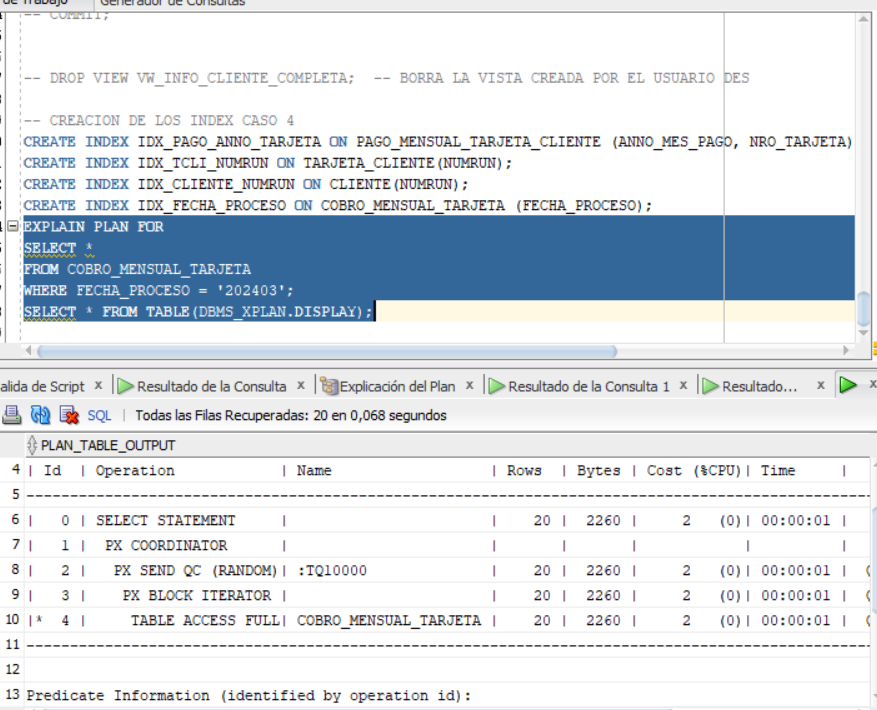 de Trabajo Generador de Consultas
-- COMMIT;
-- DROP VIEW VW_INFO_CLIENTE_COMPLETA; -- BORRA LA VISTA CREADA POR EL USUARIO DES
-- CREACION DE LOS INDEX CASO 4
CREATE INDEX IDX_PAGO_ANNO_TARJETA ON PAGO_MENSUAL_TARJETA_CLIENTE (ANNO_MES_PAGO, NRO_TARJETA)
CREATE INDEX IDX_TCLI_NUMRUN ON TARJETA_CLIENTE(NUMRUN);
CREATE INDEX IDX_CLIENTE_NUMRUN ON CLIENTE(NUMRUN);
CREATE INDEX IDX_FECHA_PROCESO ON COBRO_MENSUAL_TARJETA (FECHA_PROCESO);
EXPLAIN PLAN FOR
SELECT *
FROM COBRO_MENSUAL_TARJETA
WHERE FECHA_PROCESO = '202403';
SELECT * FROM TABLE(DBMS_XPLAN.DISPLAY);
alida de Script x Resultado de la Consulta x Explicación del Plan x Resultado de la Consulta 1 x Resultado... x x
SQL | Todas las Filas Recuperadas: 20 en 0,068 segundos
PLAN_TABLE_OUTPUT
4 | Id | Operation | Name | Rows | Bytes | Cost (%CPU)| Time |
5 --------------------------------------------------------------------------------
6 | 0 | SELECT STATEMENT | | 20 | 2260 | 2 (0)| 00:00:01 |
7 | 1 | PX COORDINATOR | | | | | |
8 | 2 | PX SEND QC (RANDOM)| :TQ10000 | 20 | 2260 | 2 (0)| 00:00:01 |
9 | 3 | PX BLOCK ITERATOR | | 20 | 2260 | 2 (0)| 00:00:01 |
10 |* 4 | TABLE ACCESS FULL| COBRO_MENSUAL_TARJETA | 20 | 2260 | 2 (0)| 00:00:01 |
11 --------------------------------------------------------------------------------
12
13 Predicate Information (identified by operation id):